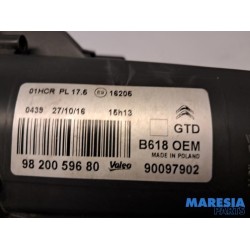 01HCR PL 17.6 16205
0439 27/10/16 15h13
GTD
B618 OEM
MADE IN POLAND
98 200 596 80 Valeo 90097902
MARESIA
PARTS